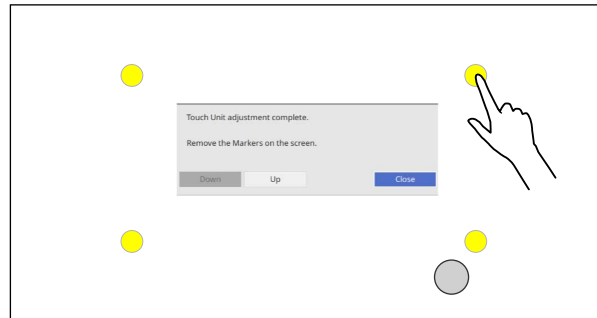 Touch Unit adjustment complete.
Remove the Markers on the screen.
Down Up Close